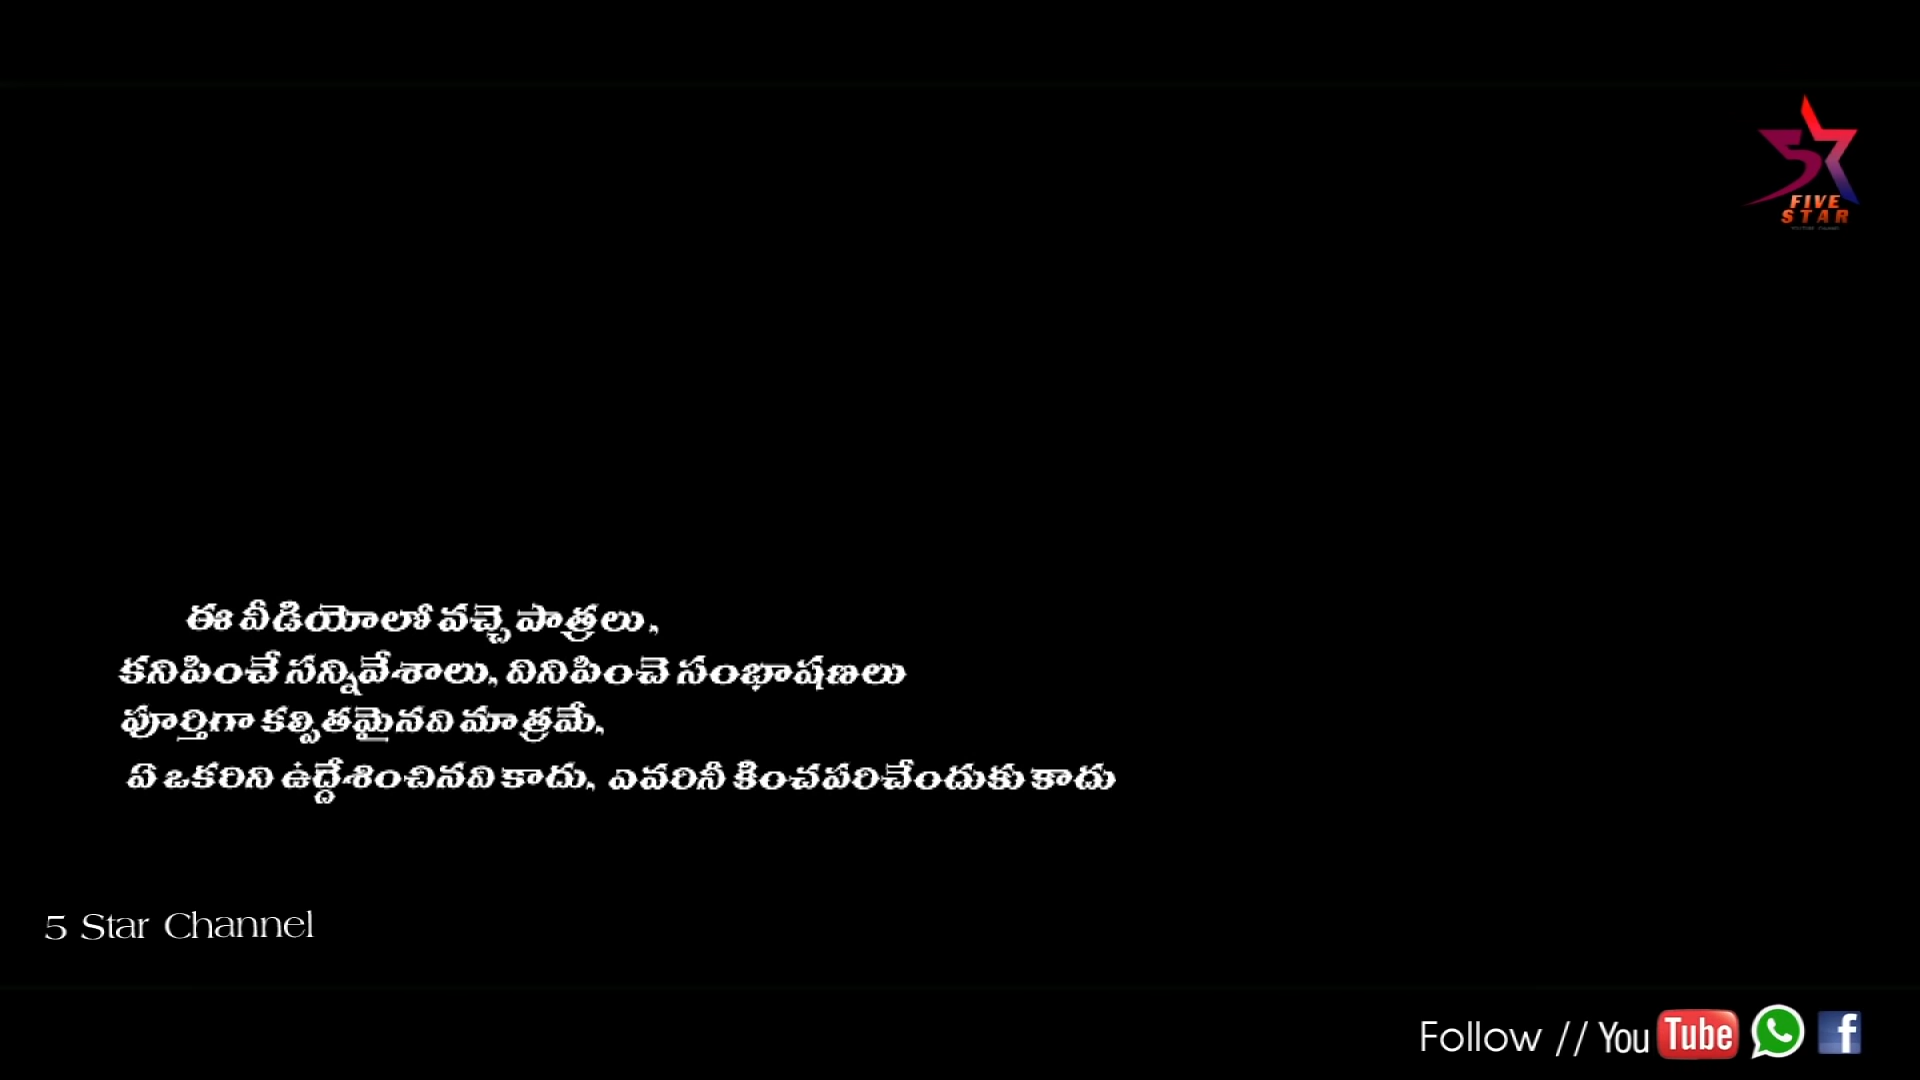 FIVE
STAR
ఈ వీడియోలో వచ్చె పాత్రలు,
కనిపించే సన్నివేశాలు, వినిపించె సంభాషణలు
పూర్తిగా కల్పితమైనవి మాత్రమే,
ఏ ఒకరిని ఉద్దేశించినవి కాదు, ఎవరినీ కించపరిచేందుకు కాదు
5 Star Channel
Follow // You Tube